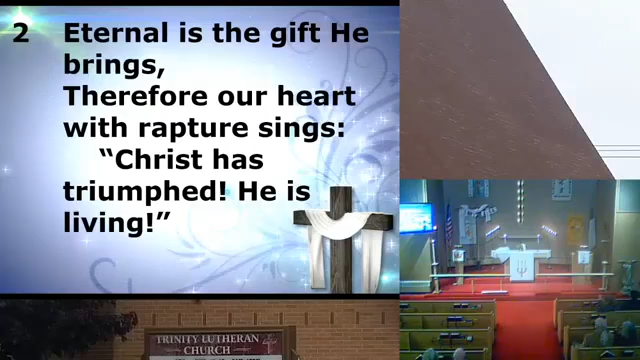 2 Eternal is the gift He
brings,
Therefore our heart
with rapture sings:
“Christ has
triumphed! He is
living!”
TRINITY LUTHERAN
CHURCH